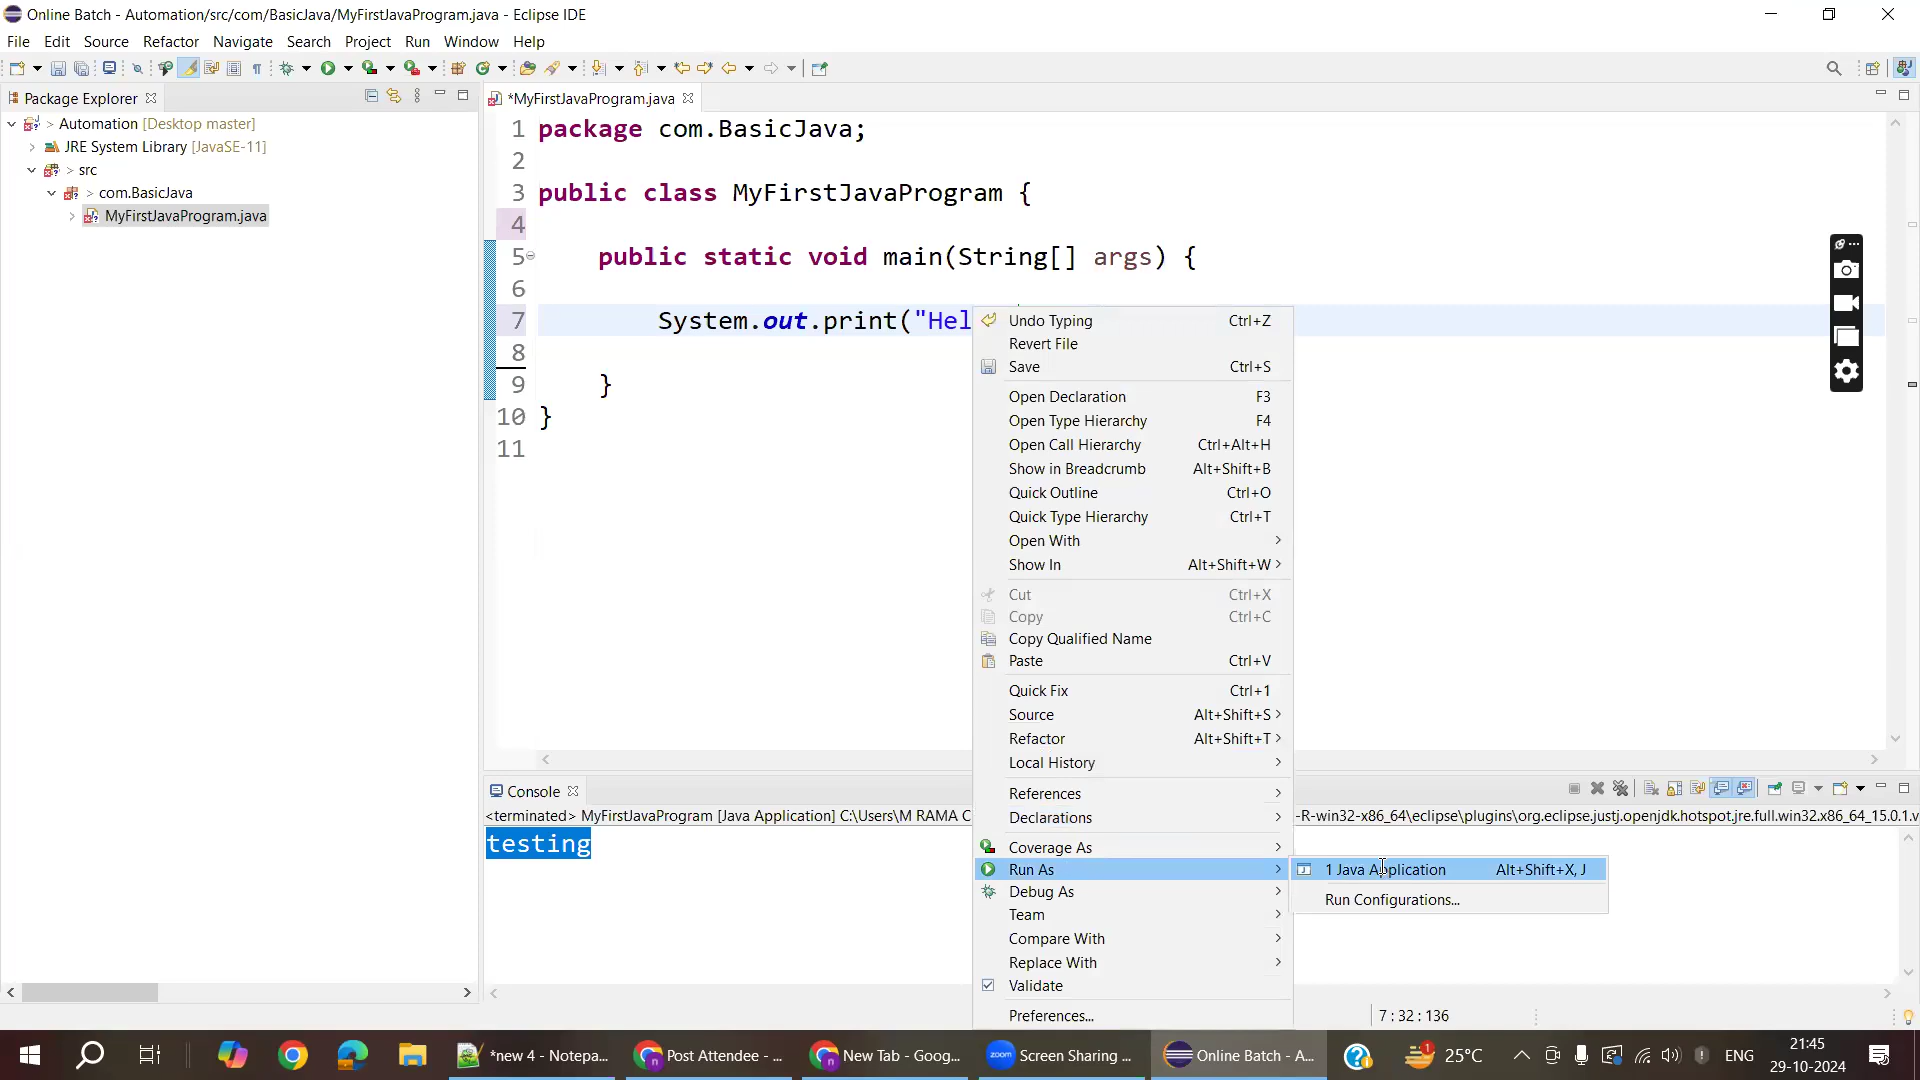 Online Batch - Automation/src/com/BasicJava/MyFirstJavaProgram.java - Eclipse IDE
File Edit Source Refactor Navigate Search Project Run Window Help
Package Explorer
> Automation [Desktop master]
JRE System Library [JavaSE-11]
> src
> com.BasicJava
MyFirstJavaProgram.java
*MyFirstJavaProgram.java
1 package com.BasicJava;
2
3 public class MyFirstJavaProgram {
4
5 public static void main(String[] args) {
6
7 System.out.print("Hel
8
9 }
10 }
11
Undo Typing Ctrl+Z
Revert File
Save Ctrl+S
Open Declaration F3
Open Type Hierarchy F4
Open Call Hierarchy Ctrl+Alt+H
Show in Breadcrumb Alt+Shift+B
Quick Outline Ctrl+O
Quick Type Hierarchy Ctrl+T
Open With
Show In Alt+Shift+W
Cut Ctrl+X
Copy Ctrl+C
Copy Qualified Name
Paste Ctrl+V
Quick Fix Ctrl+1
Source Alt+Shift+S
Refactor Alt+Shift+T
Local History
References
Declarations
Coverage As
Run As
Debug As
Team
Compare With
Replace With
Validate
Preferences...
1 Java Application Alt+Shift+X, J
Run Configurations...
Console
<terminated> MyFirstJavaProgram [Java Application] C:\Users\M RAMA C -R-win32-x86_64\eclipse\plugins\org.eclipse.justj.openjdk.hotspot.jre.full.win32.x86_64_15.0.1.v
testing
7 : 32 : 136
*new 4 - Notepa... Post Attendee - ... New Tab - Goog... zoom Screen Sharing ... Online Batch - A... 1 25°C ENG 21:45
29-10-2024